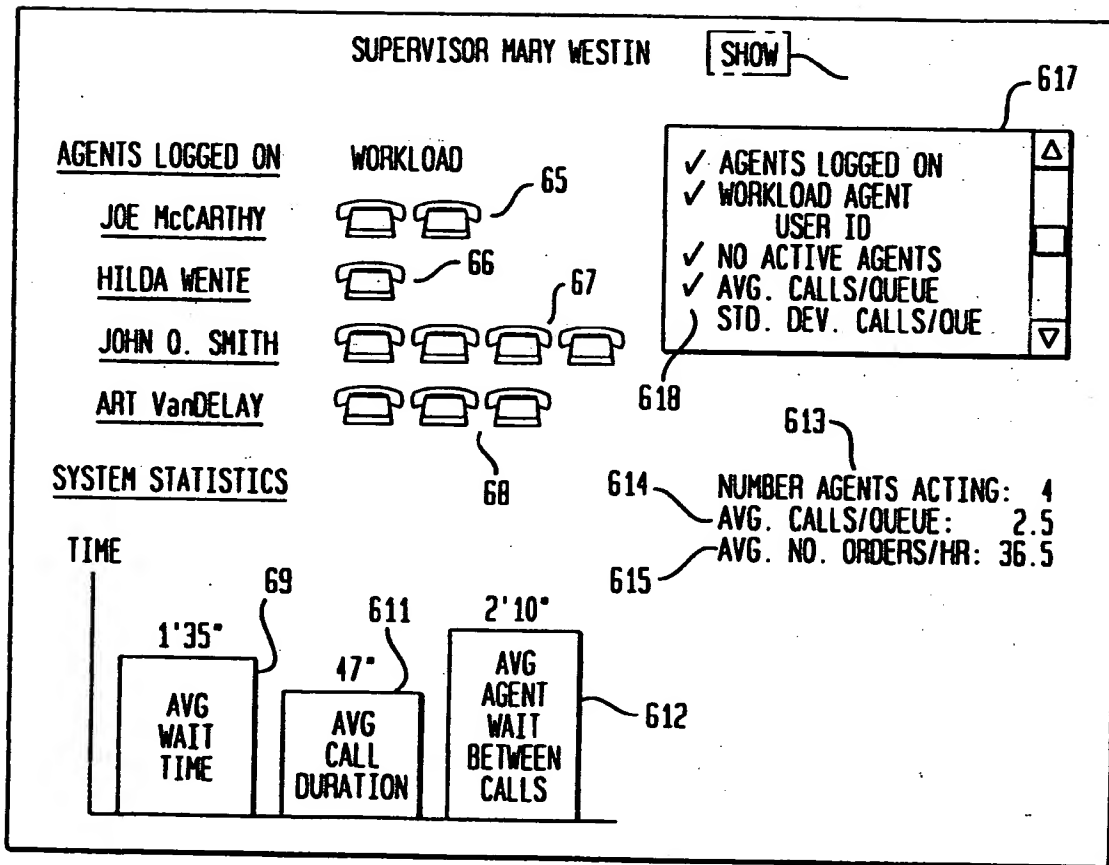 SUPERVISOR MARY WESTIN SHOW
617
AGENTS LOGGED ON WORKLOAD
✓ AGENTS LOGGED ON
✓ WORKLOAD AGENT
USER ID
✓ NO ACTIVE AGENTS
✓ AVG. CALLS/QUEUE
STD. DEV. CALLS/QUE
618
JOE McCARTHY 65
HILDA WENTE 66
JOHN O. SMITH 67
ART VanDELAY 68
SYSTEM STATISTICS
613
614 NUMBER AGENTS ACTING: 4
AVG. CALLS/QUEUE: 2.5
615 AVG. NO. ORDERS/HR: 36.5
TIME
1'35" 69
AVG
WAIT
TIME
47" 611
AVG
CALL
DURATION
2'10"
AVG
AGENT
WAIT
BETWEEN
CALLS
612